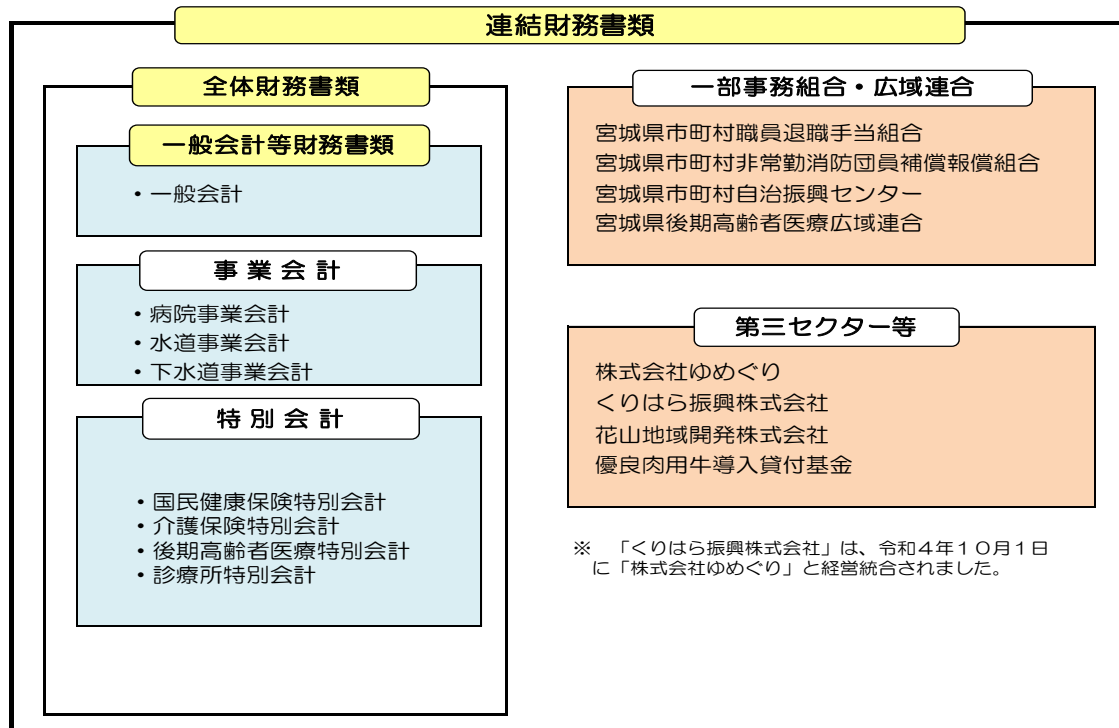 連結財務書類
全体財務書類
一般会計等財務書類
・一般会計
事業会計
・病院事業会計
・水道事業会計
・下水道事業会計
特別会計
・国民健康保険特別会計
・介護保険特別会計
・後期高齢者医療特別会計
・診療所特別会計
一部事務組合・広域連合
宮城県市町村職員退職手当組合
宮城県市町村非常勤消防団員補償報償組合
宮城県市町村自治振興センター
宮城県後期高齢者医療広域連合
第三セクター等
株式会社ゆめぐり
くりはら振興株式会社
花山地域開発株式会社
優良肉用牛導入貸付基金
※ 「くりはら振興株式会社」は、令和４年１０月１日
に「株式会社ゆめぐり」と経営統合されました。